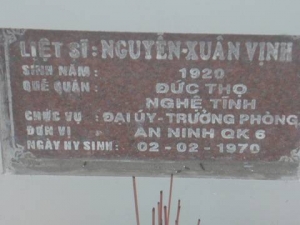 LIỆT SĨ: NGUYỄN-XUÂN VỊNH
SINH NĂM: 1920
QUÊ QUÁN: ĐỨC THỌ
NGHỆ TĨNH
CHỨC VỤ: ĐẠI ÚY-TRƯỞNG PHÒNG
ĐƠN VỊ AN NINH QK 6
NGÀY HY SINH: 02-02-1970